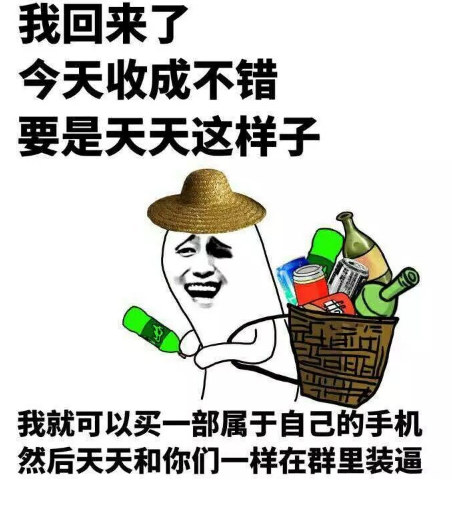 我回来了
今天收成不错
要是天天这样子
我就可以买一部属于自己的手机
然后天天和你们一样在群里装逼